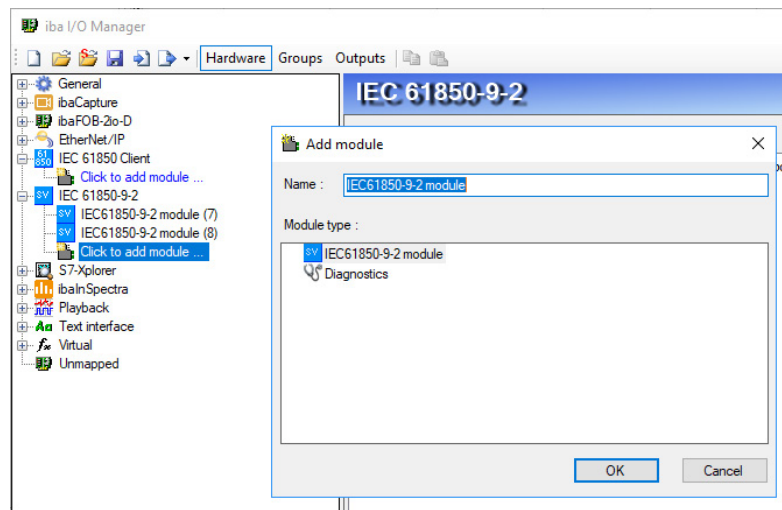 iba I/O Manager
Hardware Groups Outputs
General
ibaCapture
ibaFOB-2io-D
EtherNet/IP
61 850 IEC 61850 Client
Click to add module ...
SV IEC 61850-9-2
SV IEC61850-9-2 module (7)
SV IEC61850-9-2 module (8)
Click to add module ...
S7-Xplorer
ibaInSpectra
Playback
Aa Text interface
fx Virtual
Unmapped
IEC 61850-9-2
Add module
Name :
IEC61850-9-2 module
Module type :
SV IEC61850-9-2 module
Diagnostics
OK Cancel